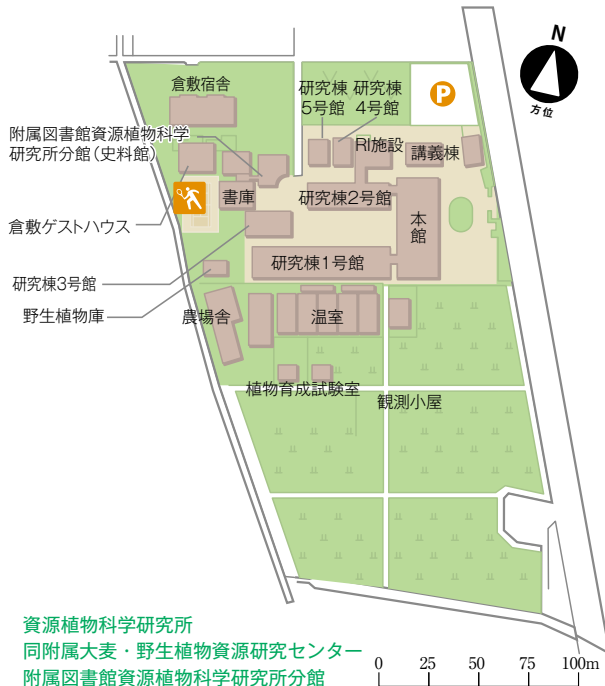 N
方位
P
倉敷宿舎
研究棟 研究棟
5号館 4号館
附属図書館資源植物科学
研究所分館(史料館)
RI施設
講義棟
書庫
研究棟2号館
倉敷ゲストハウス
本館
研究棟1号館
研究棟3号館
野生植物庫
農場舎
温室
植物育成試験室
観測小屋
資源植物科学研究所
同附属大麦・野生植物資源研究センター
附属図書館資源植物科学研究所分館
0 25 50 75 100m